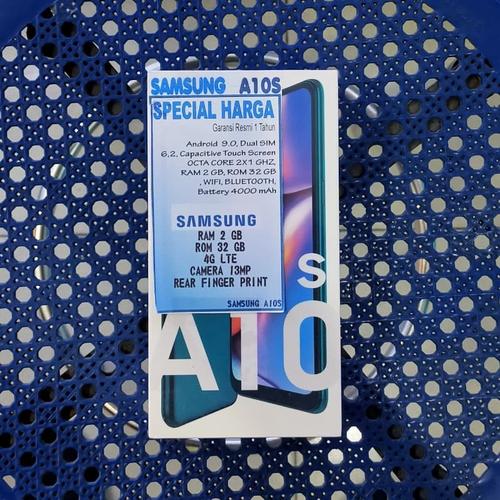 SAMSUNG A10S
SPECIAL HARGA
Garansi Resmi 1 Tahun
Android 9.0, Dual SIM
6,2, Capacitive Touch Screen
OCTA CORE 2X1 GHZ,
RAM 2 GB, ROM 32 GB
, WIFI, BLUETOOTH,
Battery 4000 mAh
SAMSUNG
RAM 2 GB
ROM 32 GB
4G LTE
CAMERA 13MP
REAR FINGER PRINT
SAMSUNG A10S
s
A10